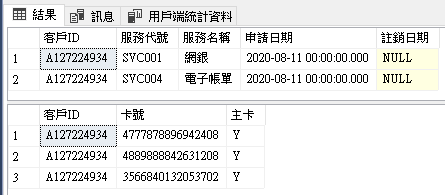 結果 訊息 用戶端統計資料
客戶ID 服務代號 服務名稱 申請日期 註銷日期
1 A127224934 SVC001 網銀 2020-08-11 00:00:00.000 NULL
2 A127224934 SVC004 電子帳單 2020-08-11 00:00:00.000 NULL
客戶ID 卡號 主卡
1 A127224934 4777878896942408 Y
2 A127224934 4889888842631208 Y
3 A127224934 3566840132053702 Y